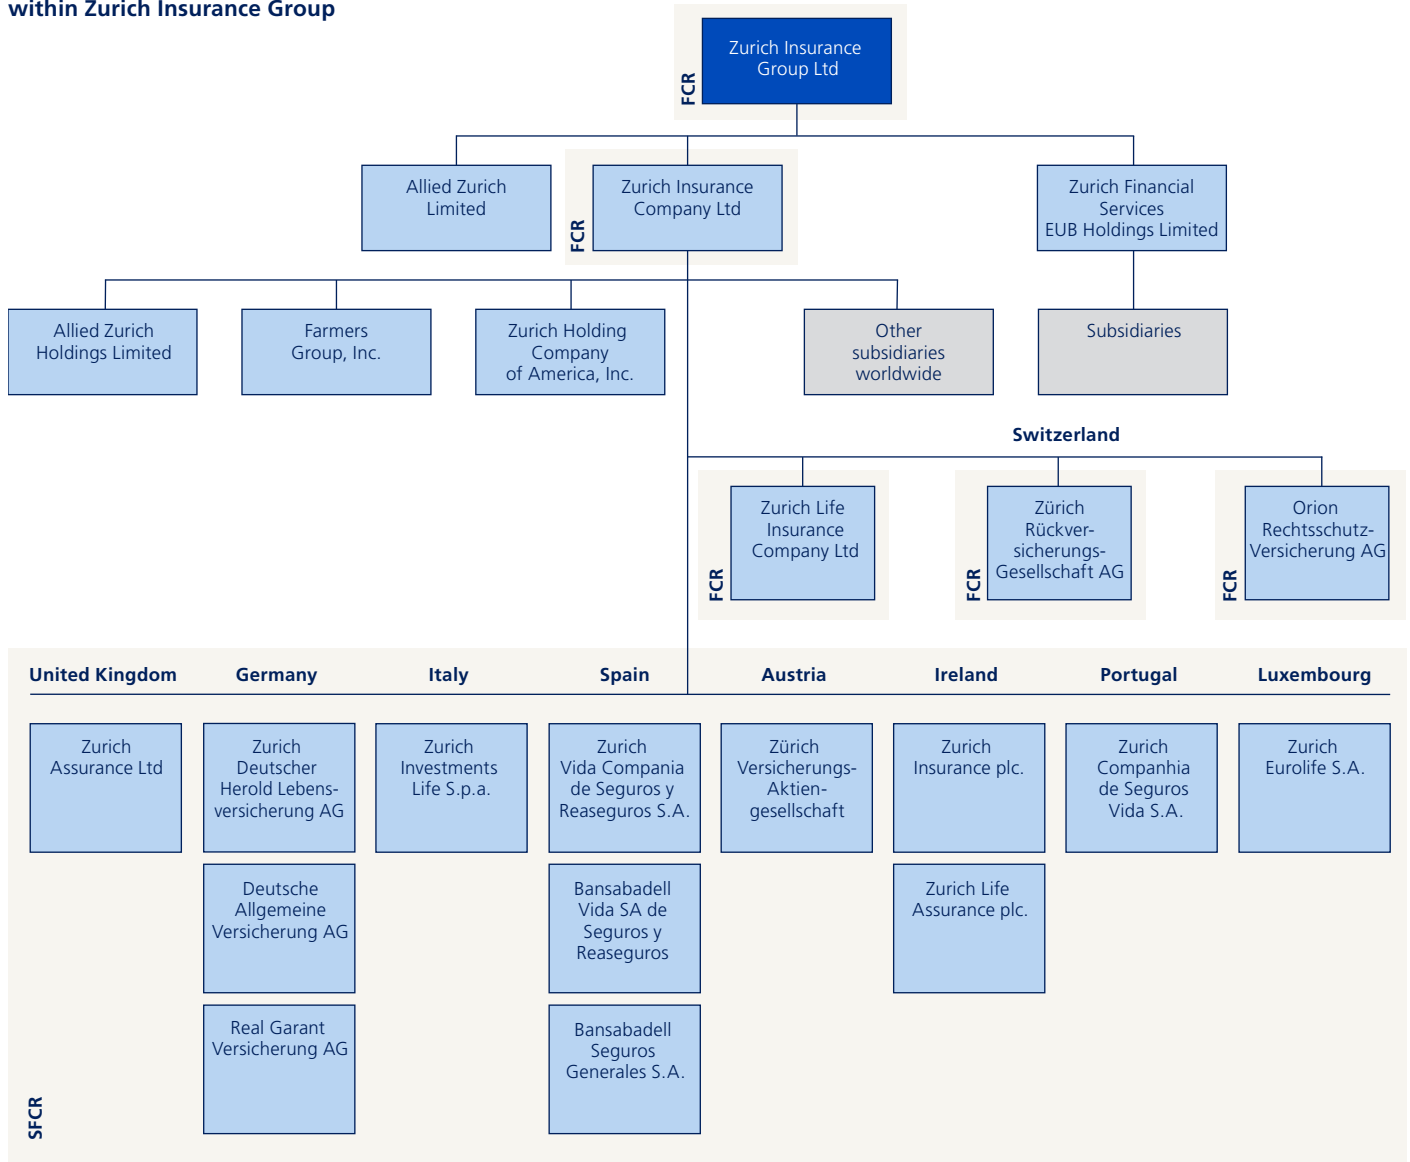 within Zurich Insurance Group
Zurich Insurance
Group Ltd
FCR
Allied Zurich
Limited
Zurich Insurance
Company Ltd
FCR
Zurich Financial
Services
EUB Holdings Limited
Allied Zurich
Holdings Limited
Farmers
Group, Inc.
Zurich Holding
Company
of America, Inc.
Other
subsidiaries
worldwide
Subsidiaries
Switzerland
Zurich Life
Insurance
Company Ltd
FCR
Zürich
Rückver-
sicherungs-
Gesellschaft AG
FCR
Orion
Rechtsschutz-
Versicherung AG
FCR
United Kingdom
Germany
Italy
Spain
Austria
Ireland
Portugal
Luxembourg
Zurich
Assurance Ltd
Zurich
Deutscher
Herold Lebens-
versicherung AG
Zurich
Investments
Life S.p.a.
Zurich
Vida Compania
de Seguros y
Reaseguros S.A.
Zürich
Versicherungs-
Aktien-
gesellschaft
Zurich
Insurance plc.
Zurich
Companhia
de Seguros
Vida S.A.
Zurich
Eurolife S.A.
Deutsche
Allgemeine
Versicherung AG
Bansabadell
Vida SA de
Seguros y
Reaseguros
Zurich Life
Assurance plc.
Real Garant
Versicherung AG
Bansabadell
Seguros
Generales S.A.
SFCR